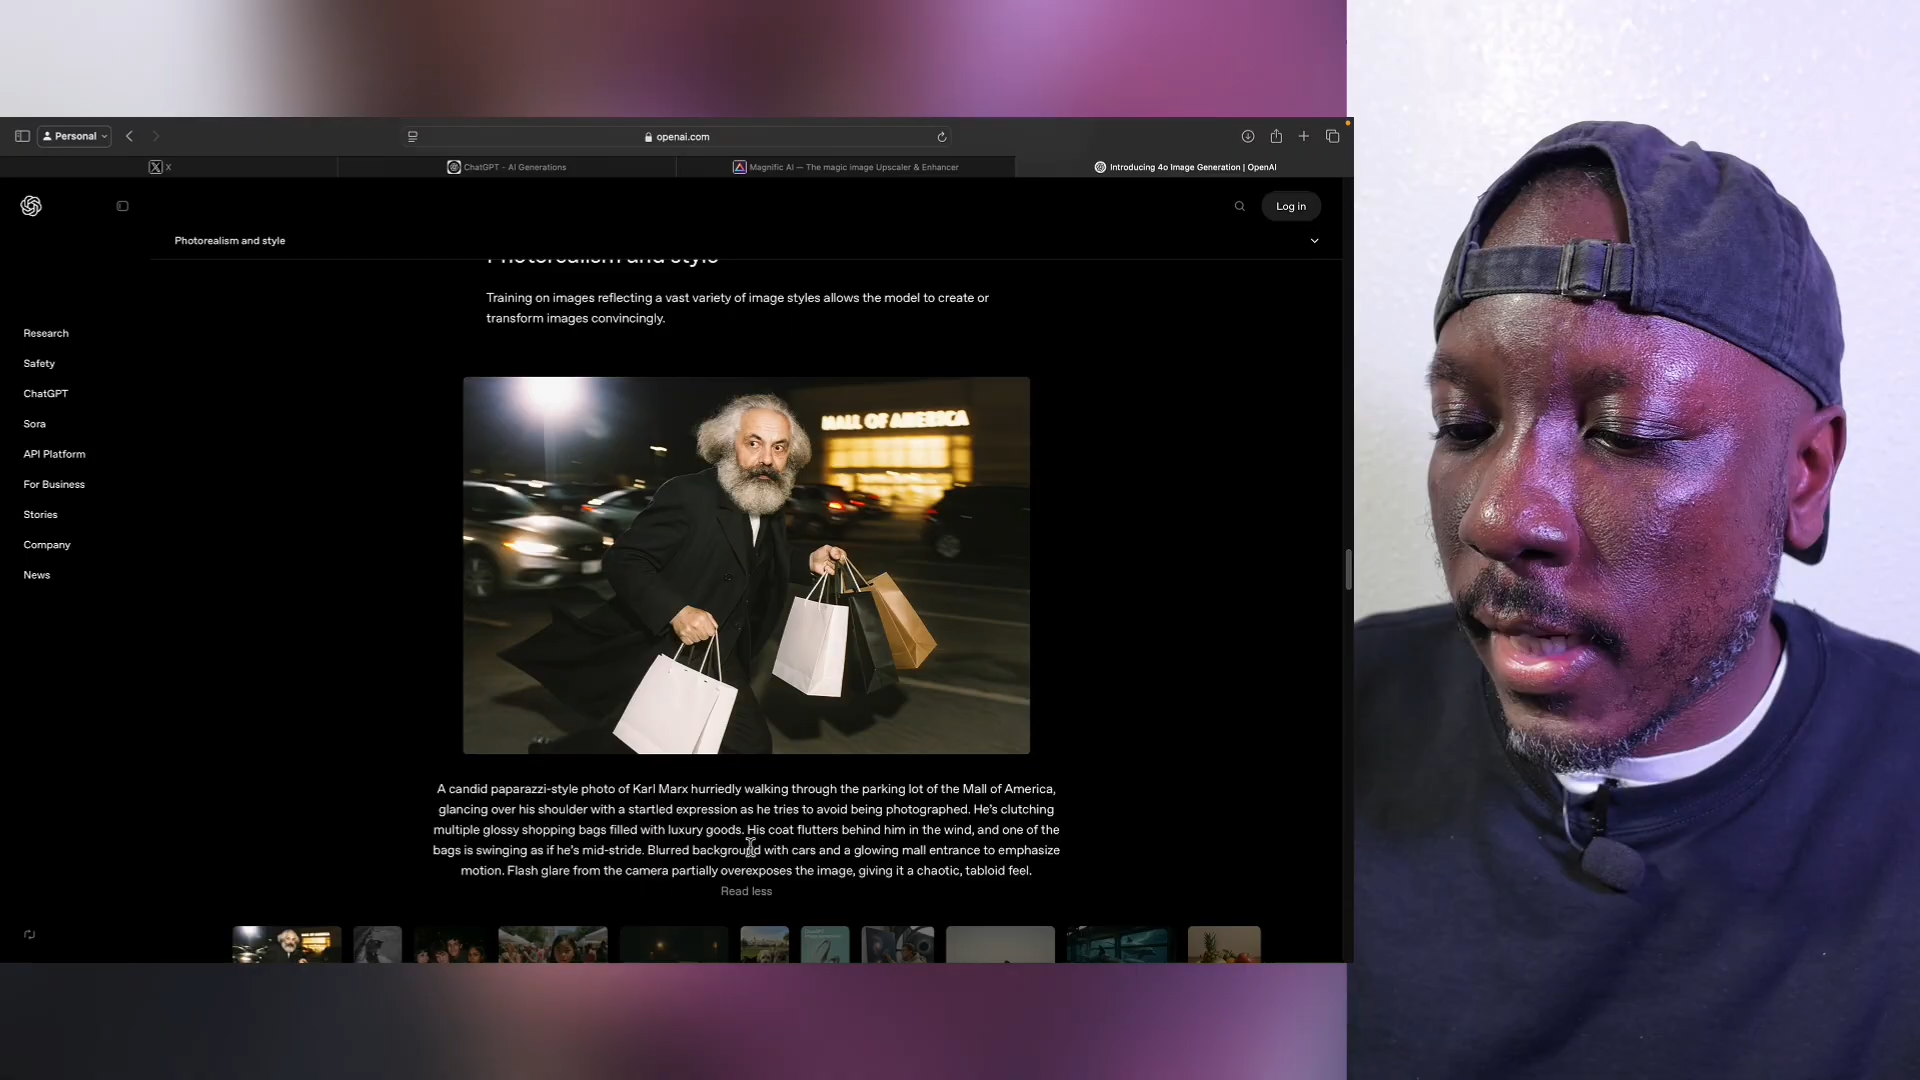 Personal
openai.com
X
ChatGPT - AI Generations
Magnific AI — The magic image Upscaler & Enhancer
Introducing 4o Image Generation | OpenAI
Log in
Photorealism and style
Photorealism and style
Training on images reflecting a vast variety of image styles allows the model to create or
transform images convincingly.
Research
Safety
ChatGPT
Sora
API Platform
For Business
Stories
Company
News
MALL OF AMERICA
A candid paparazzi-style photo of Karl Marx hurriedly walking through the parking lot of the Mall of America,
glancing over his shoulder with a startled expression as he tries to avoid being photographed. He's clutching
multiple glossy shopping bags filled with luxury goods. His coat flutters behind him in the wind, and one of the
bags is swinging as if he's mid-stride. Blurred background with cars and a glowing mall entrance to emphasize
motion. Flash glare from the camera partially overexposes the image, giving it a chaotic, tabloid feel.
Read less